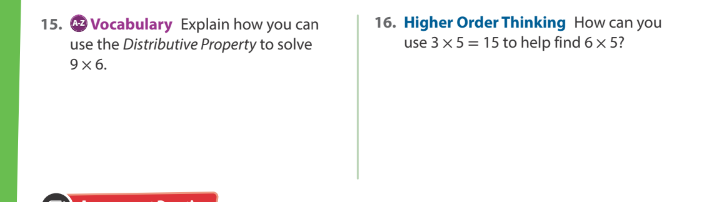 15. A-Z Vocabulary Explain how you can
use the Distributive Property to solve
9 × 6.
16. Higher Order Thinking How can you
use 3 × 5 = 15 to help find 6 × 5?